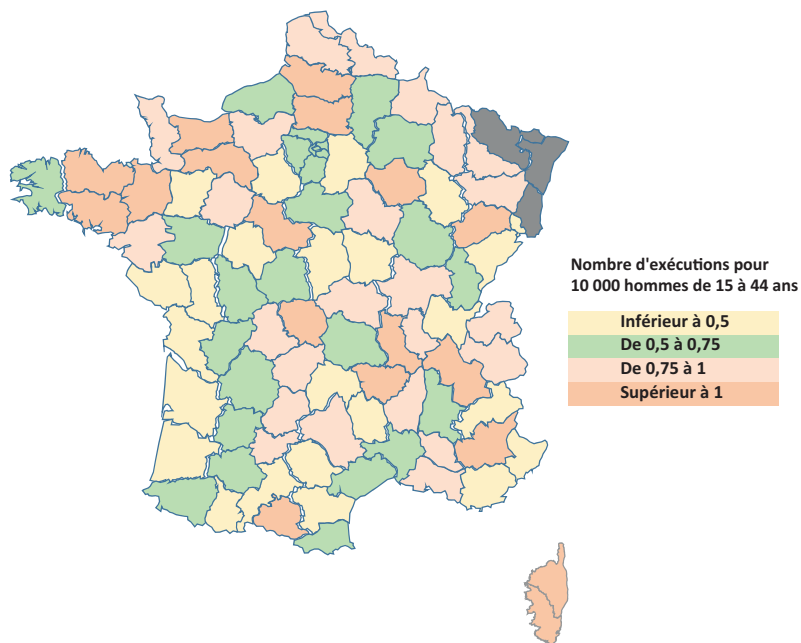 Nombre d'exécutions pour
10 000 hommes de 15 à 44 ans
Inférieur à 0,5
De 0,5 à 0,75
De 0,75 à 1
Supérieur à 1